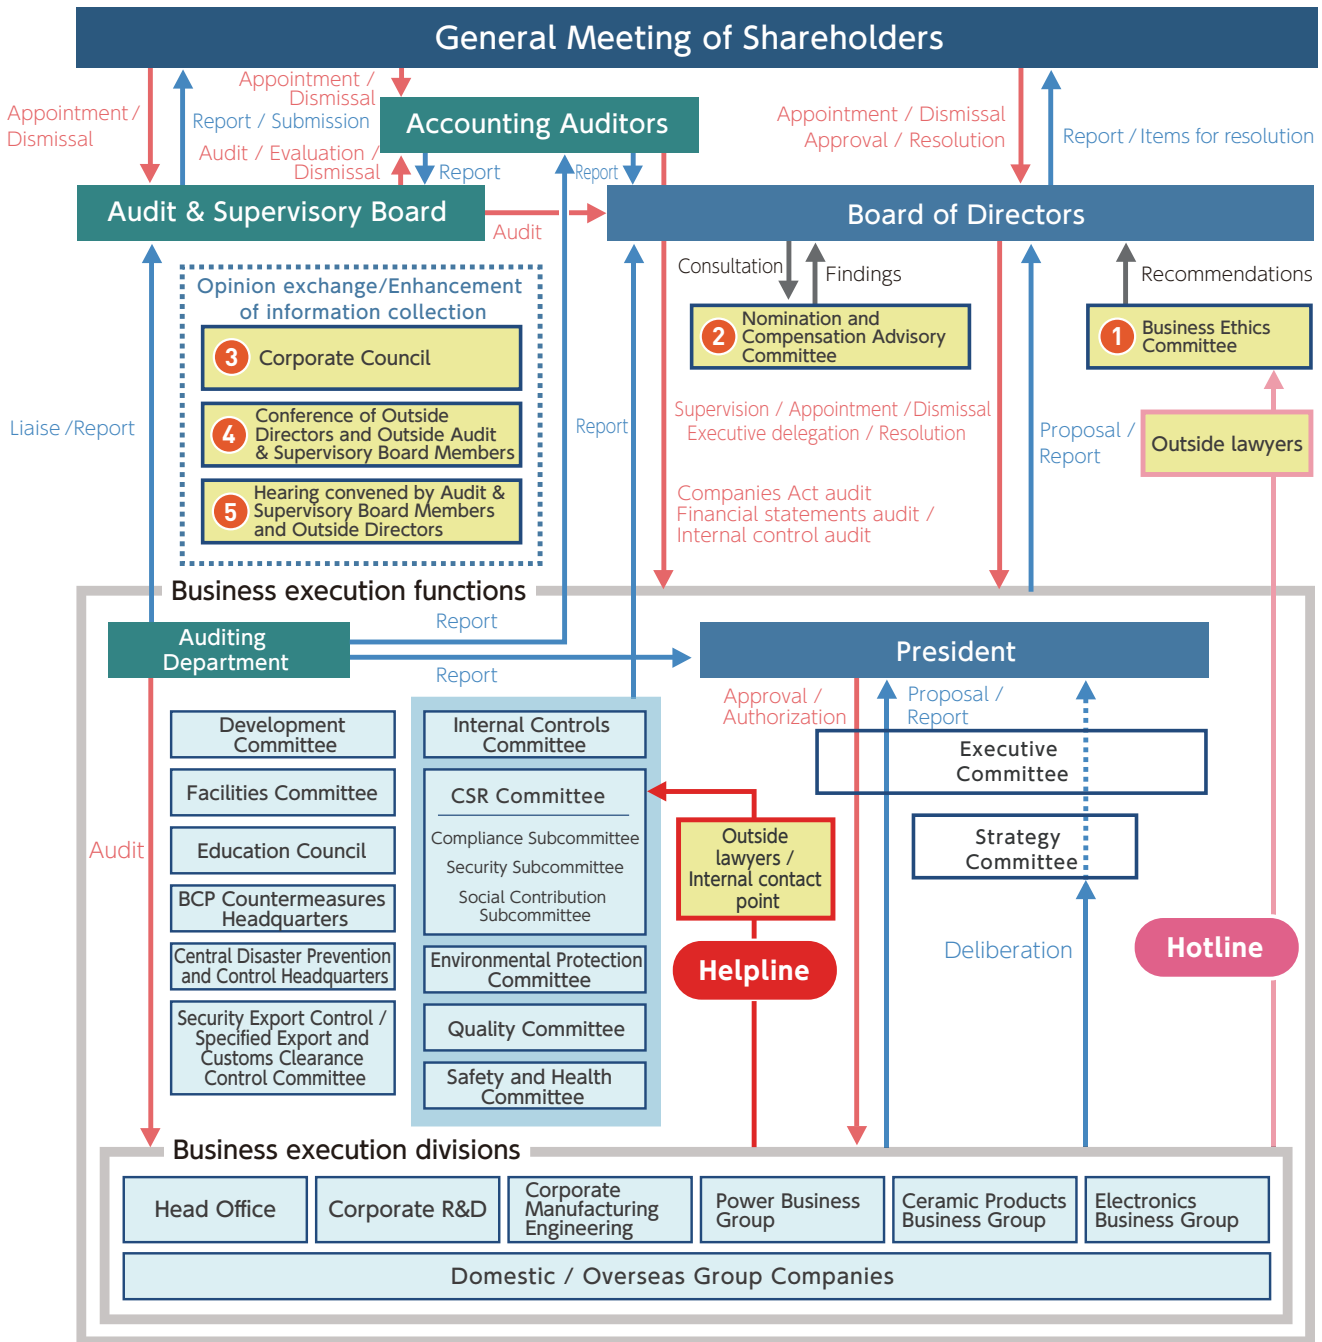 General Meeting of Shareholders
Appointment /
Dismissal
Report / Submission
Appointment /
Dismissal
Accounting Auditors
Audit / Evaluation /
Dismissal
Report
Report
Appointment / Dismissal
Approval / Resolution
Report / Items for resolution
Audit & Supervisory Board
Audit
Board of Directors
Consultation
Findings
Recommendations
Opinion exchange/Enhancement
of information collection
3
Corporate Council
4
Conference of Outside
Directors and Outside Audit
& Supervisory Board Members
5
Hearing convened by Audit &
Supervisory Board Members
and Outside Directors
2
Nomination and
Compensation Advisory
Committee
1
Business Ethics
Committee
Liaise /Report
Report
Supervision / Appointment /Dismissal
Executive delegation / Resolution
Proposal /
Report
Outside lawyers
Companies Act audit
Financial statements audit /
Internal control audit
Business execution functions
Auditing
Department
Report
Report
President
Approval /
Authorization
Proposal /
Report
Development
Committee
Facilities Committee
Education Council
BCP Countermeasures
Headquarters
Central Disaster Prevention
and Control Headquarters
Security Export Control /
Specified Export and
Customs Clearance
Control Committee
Internal Controls
Committee
CSR Committee
Compliance Subcommittee
Security Subcommittee
Social Contribution
Subcommittee
Environmental Protection
Committee
Quality Committee
Safety and Health
Committee
Executive
Committee
Strategy
Committee
Outside
lawyers /
Internal contact
point
Audit
Helpline
Deliberation
Hotline
Business execution divisions
Head Office
Corporate R&D
Corporate
Manufacturing
Engineering
Power Business
Group
Ceramic Products
Business Group
Electronics
Business Group
Domestic / Overseas Group Companies